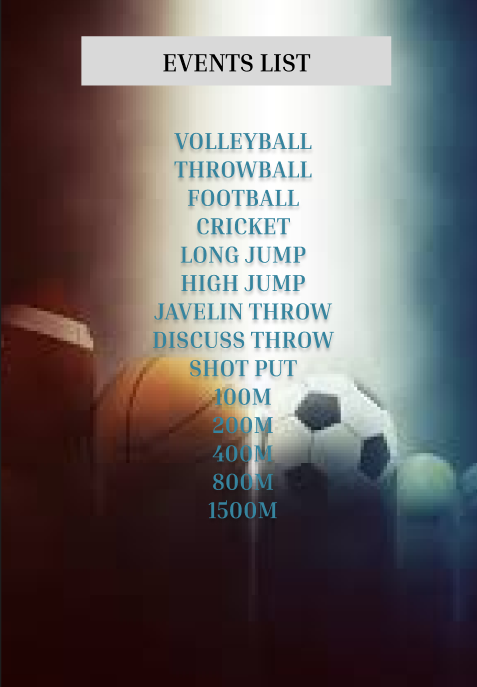 EVENTS LIST
VOLLEYBALL
THROWBALL
FOOTBALL
CRICKET
LONG JUMP
HIGH JUMP
JAVELIN THROW
DISCUSS THROW
SHOT PUT
100M
200M
400M
800M
1500M